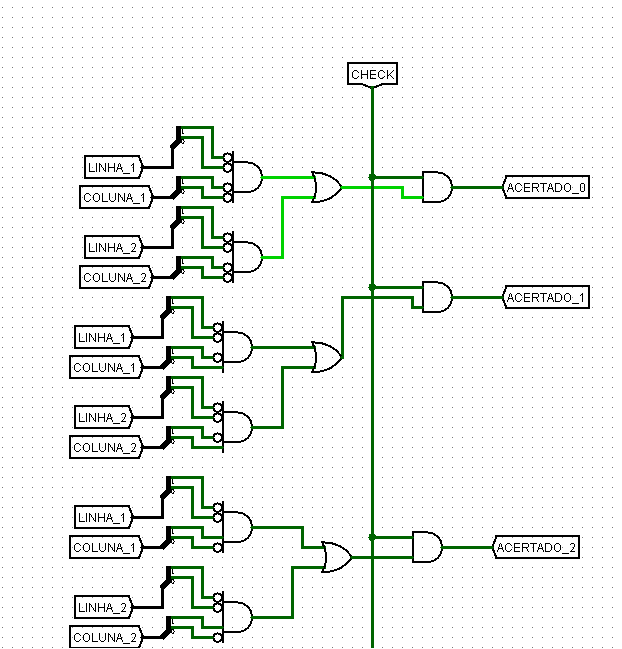 CHECK
LINHA_1
COLUNA_1
ACERTADO_0
LINHA_2
COLUNA_2
ACERTADO_1
LINHA_1
COLUNA_1
LINHA_2
COLUNA_2
LINHA_1
COLUNA_1
ACERTADO_2
LINHA_2
COLUNA_2